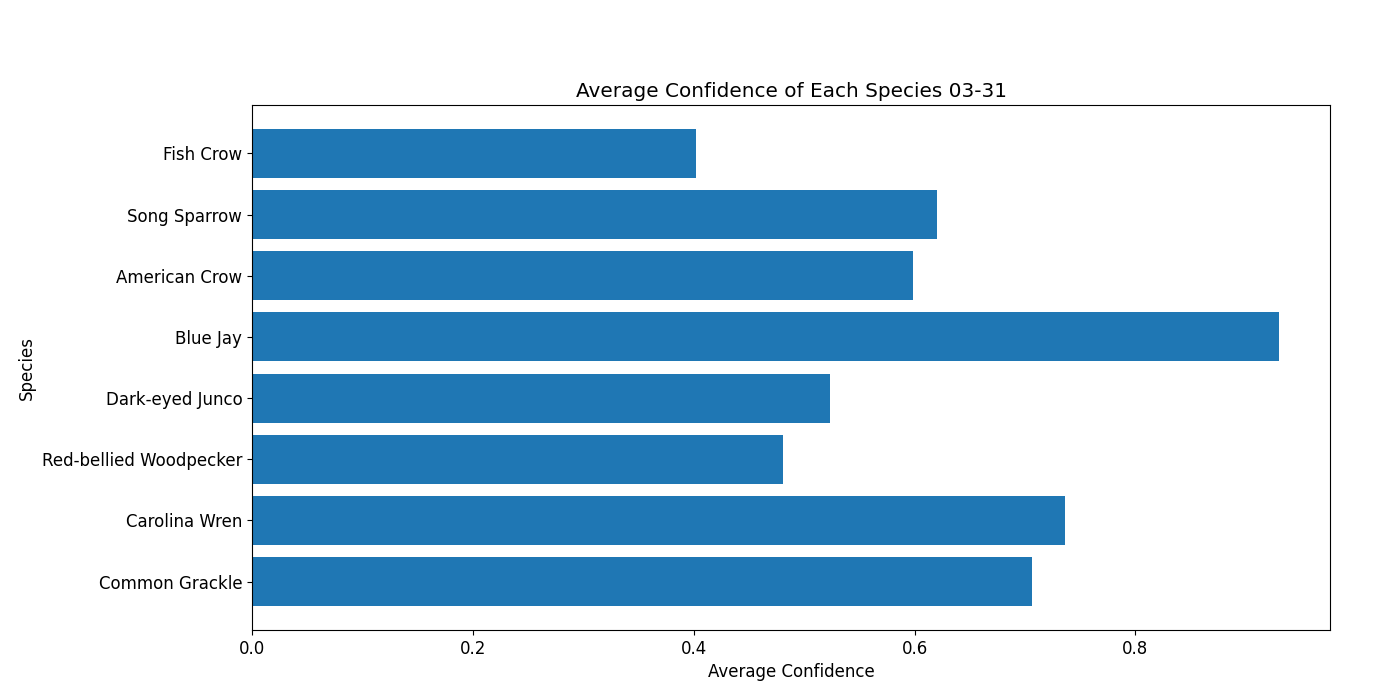 Average Confidence of Each Species 03-31
Fish Crow
Song Sparrow
American Crow
Blue Jay
Dark-eyed Junco
Red-bellied Woodpecker
Carolina Wren
Common Grackle
Species
0.0 0.2 0.4 0.6 0.8
Average Confidence